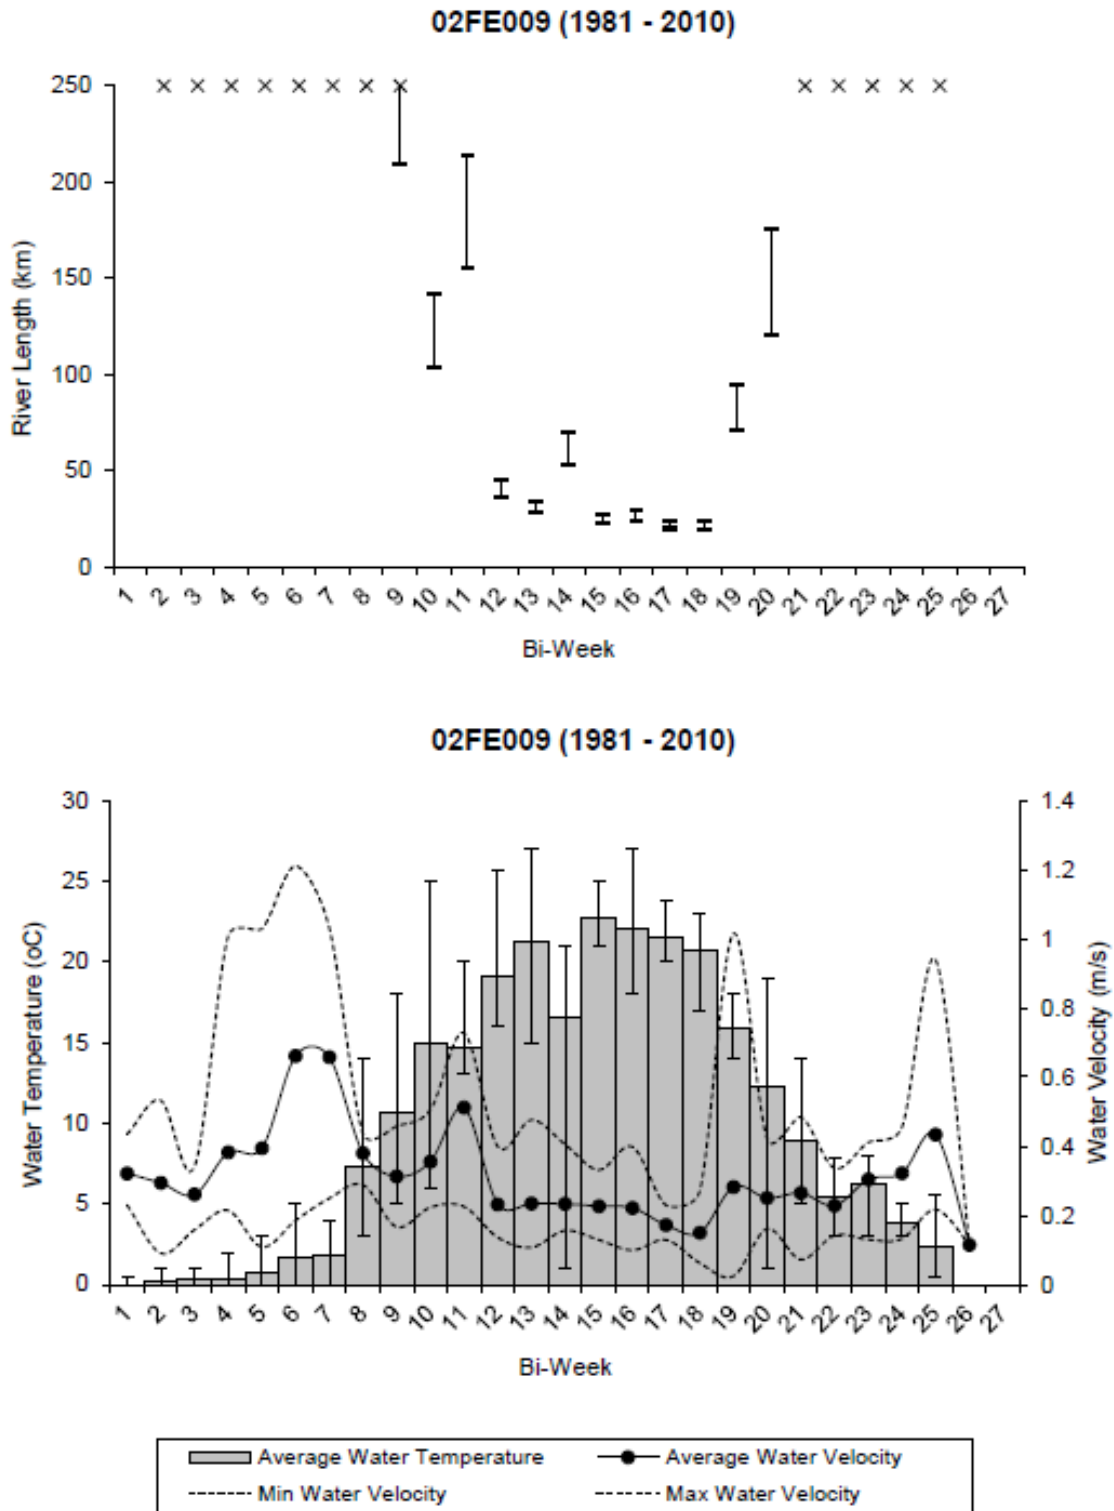 02FE009 (1981 - 2010)
250
200
150
100
50
0
River Length (km)
1 2 3 4 5 6 7 8 9 10 11 12 13 14 15 16 17 18 19 20 21 22 23 24 25 26 27
Bi-Week
02FE009 (1981 - 2010)
30
25
20
15
10
5
0
Water Temperature (oC)
1.4
1.2
1
0.8
0.6
0.4
0.2
0
Water Velocity (m/s)
1 2 3 4 5 6 7 8 9 10 11 12 13 14 15 16 17 18 19 20 21 22 23 24 25 26 27
Bi-Week
Average Water Temperature
Average Water Velocity
Min Water Velocity
Max Water Velocity